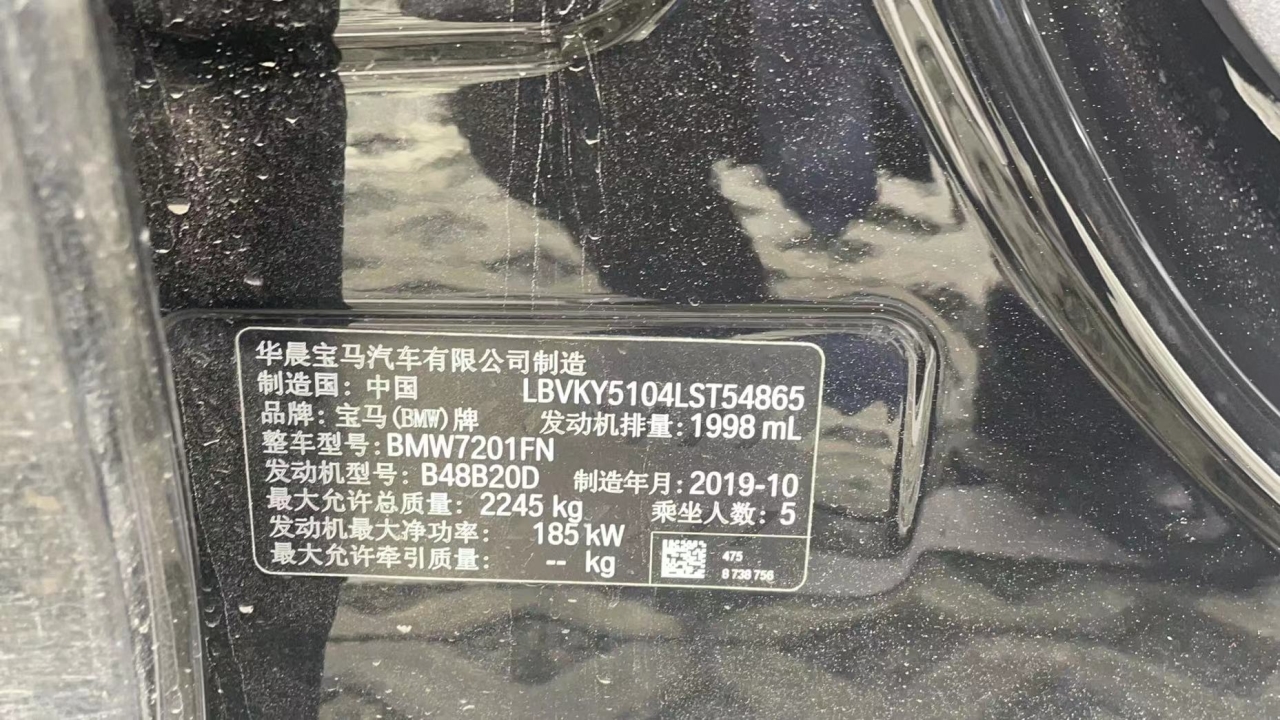 华晨宝马汽车有限公司制造
制造国：中国 LBVKY5104LST54865
品牌：宝马(BMW)牌 发动机排量：1998 mL
整车型号：BMW7201FN
发动机型号：B48B20D 制造年月：2019-10
最大允许总质量：2245 kg 乘坐人数：5
发动机最大净功率：185 kW
最大允许牵引质量：-- kg
475
8 738 756